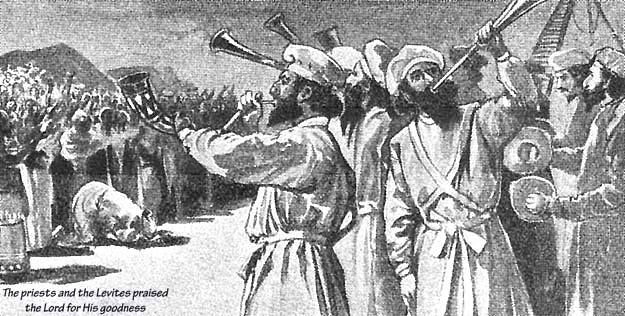 The priests and the Levites praised
the Lord for His goodness